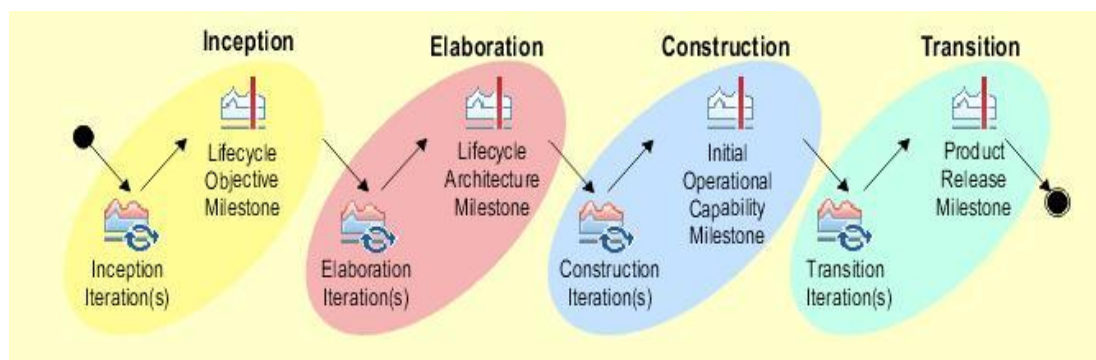 Inception
Elaboration
Construction
Transition
Lifecycle
Objective
Milestone
Inception
Iteration(s)
Lifecycle
Architecture
Milestone
Elaboration
Iteration(s)
Initial
Operational
Capability
Milestone
Construction
Iteration(s)
Product
Release
Milestone
Transition
Iteration(s)